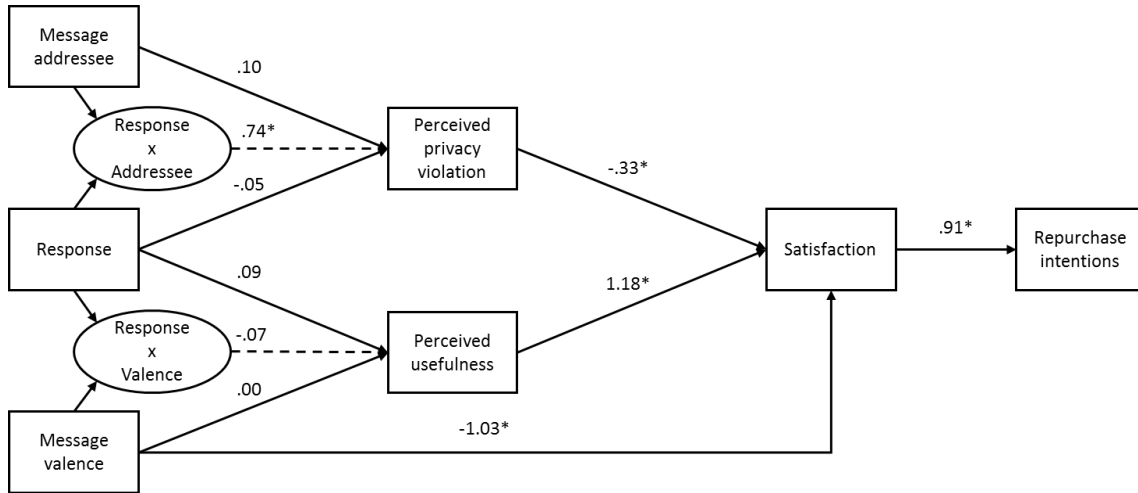 Message
addressee
.10
Response
x
Addressee
.74*
Perceived
privacy
violation
-.05
-.33*
Response
.09
Satisfaction
.91*
Repurchase
intentions
1.18*
Response
x
Valence
-.07
Perceived
usefulness
.00
Message
valence
-1.03*